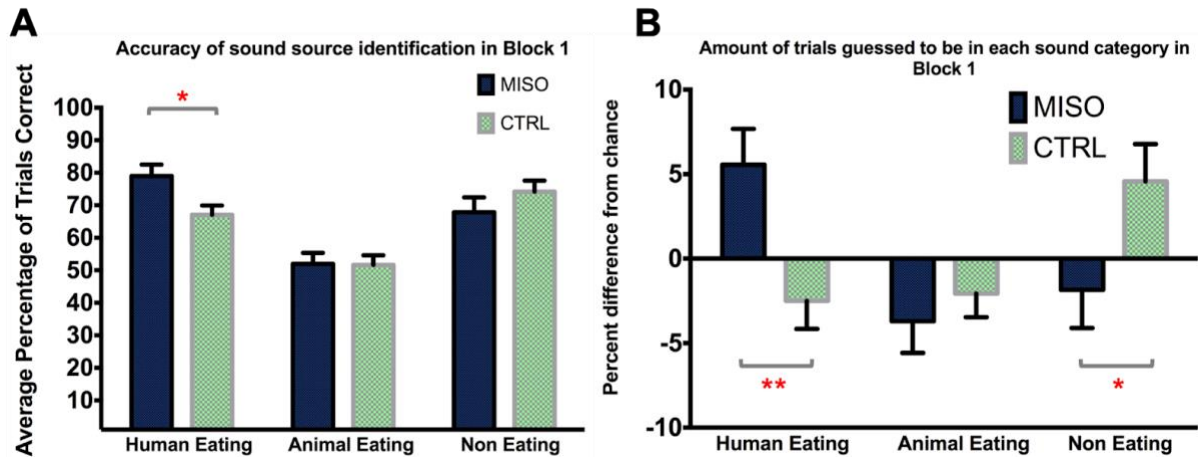 A
Accuracy of sound source identification in Block 1
MISO
CTRL
*
Average Percentage of Trials Correct
100
90
80
70
60
50
40
30
20
10
Human Eating
Animal Eating
Non Eating
B
Amount of trials guessed to be in each sound category in
Block 1
MISO
CTRL
Percent difference from chance
10
5
0
-5
-10
**
*
Human Eating
Animal Eating
Non Eating